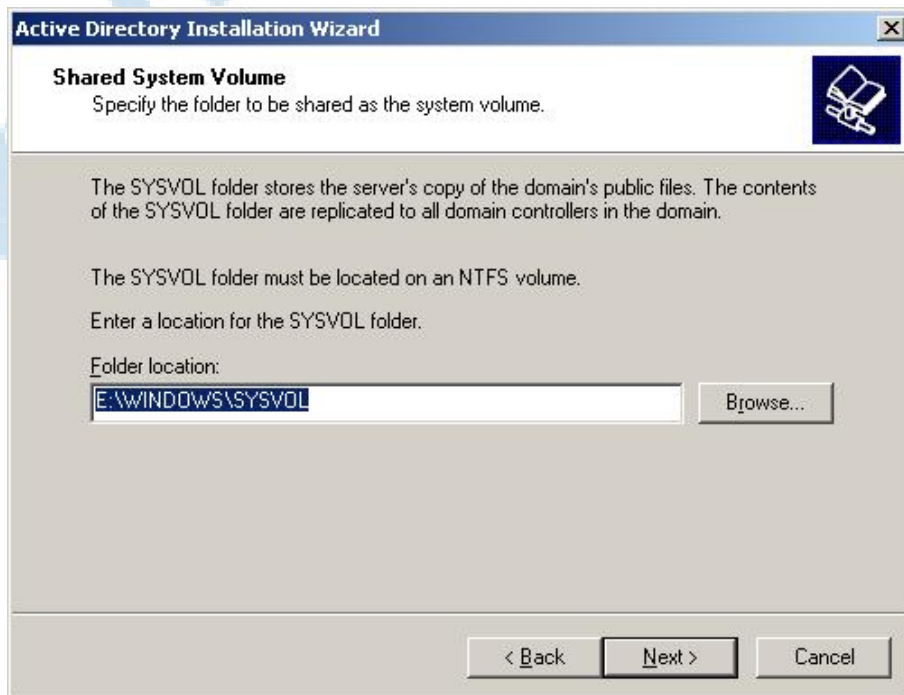 Active Directory Installation Wizard
Shared System Volume
Specify the folder to be shared as the system volume.
The SYSVOL folder stores the server's copy of the domain's public files. The contents
of the SYSVOL folder are replicated to all domain controllers in the domain.
The SYSVOL folder must be located on an NTFS volume.
Enter a location for the SYSVOL folder.
Folder location:
E:\WINDOWS\SYSVOL
Browse...
< Back
Next >
Cancel